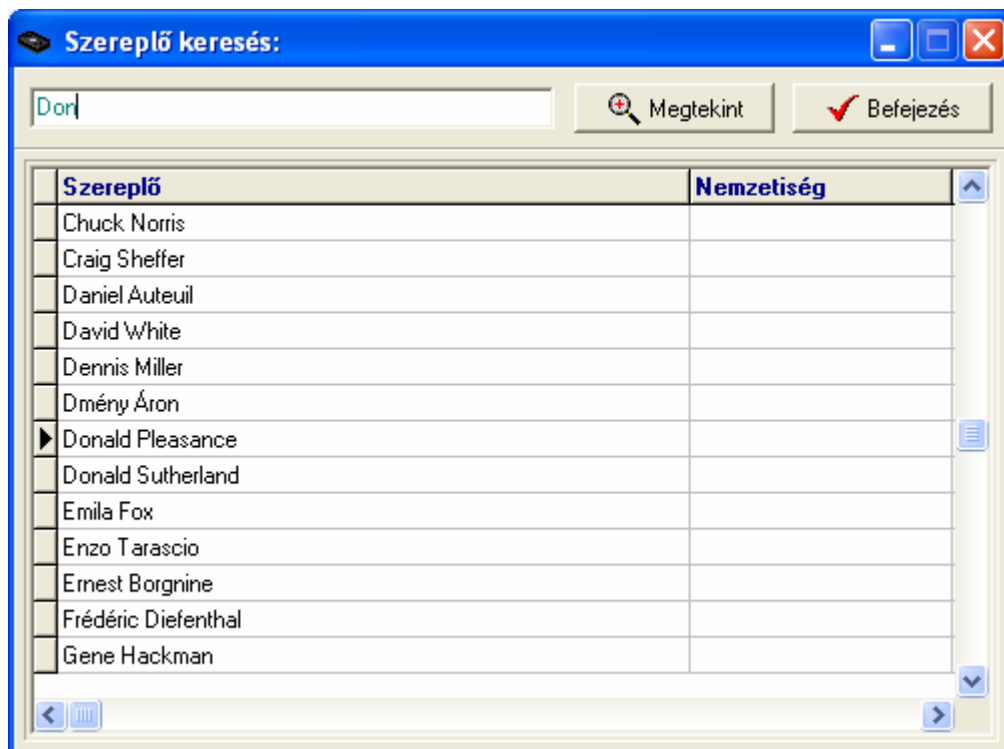 Szereplő keresés:
Don
Megtekint
Befejezés
Szereplő Nemzetiség
Chuck Norris
Craig Sheffer
Daniel Auteuil
David White
Dennis Miller
Dmény Áron
Donald Pleasance
Donald Sutherland
Emila Fox
Enzo Tarascio
Ernest Borgnine
Frédéric Diefenthal
Gene Hackman